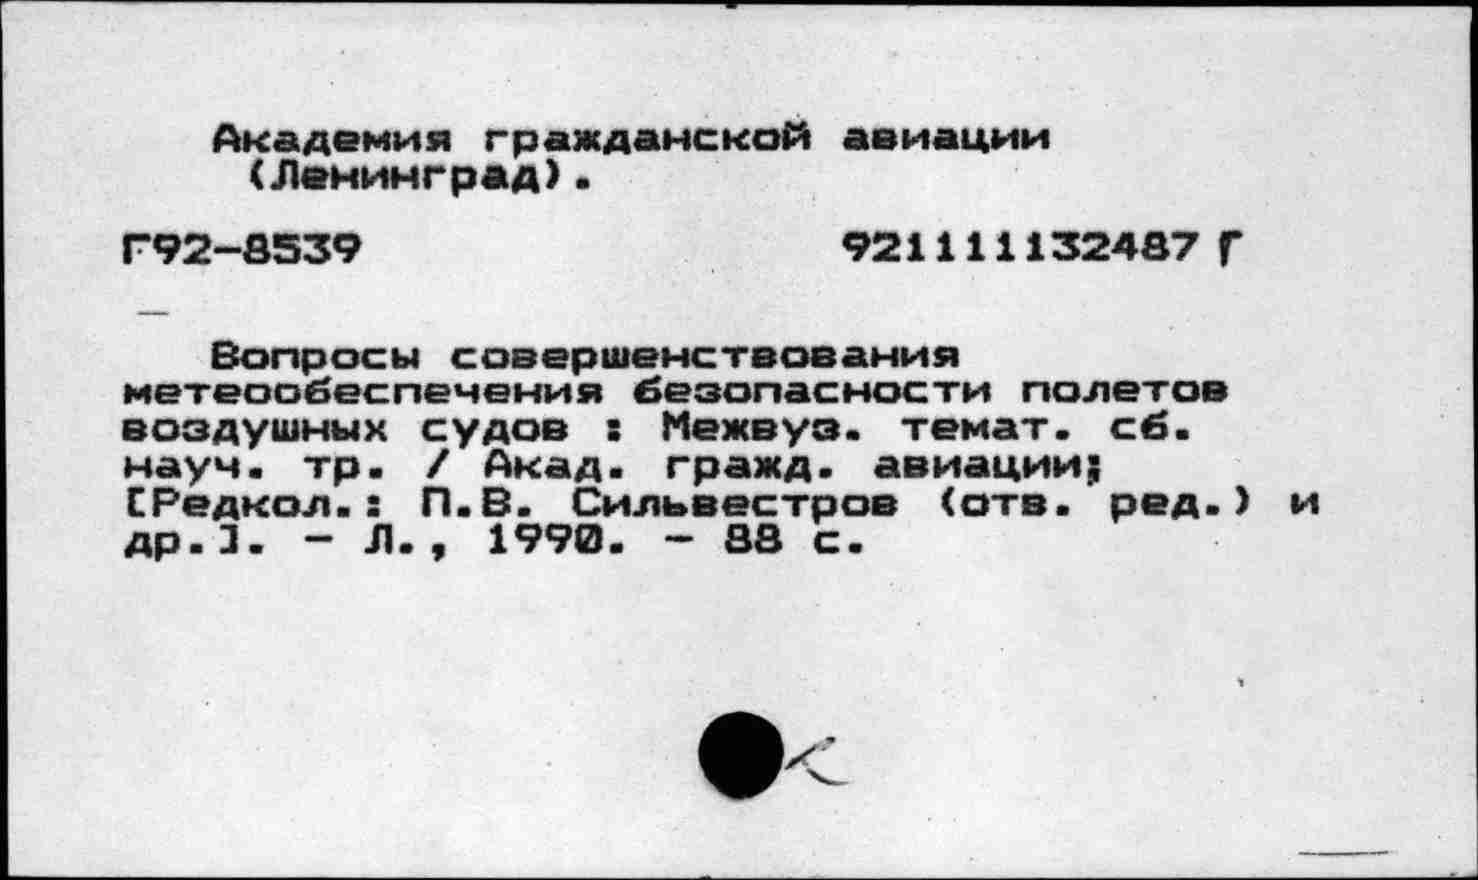 Академия гражданской авиации
(Ленинград).
Г92-8539 921111132487 Г
Вопросы совершенствования
метеообеспечения безопасности полетов
воздушных судов : Межвуз. темат. сб.
науч. тр. / Акад. гражд. авиации;
[Редкол.: П.В. Сильвестров (отв. ред.) и
др.]. - Л., 1990. - 88 с.